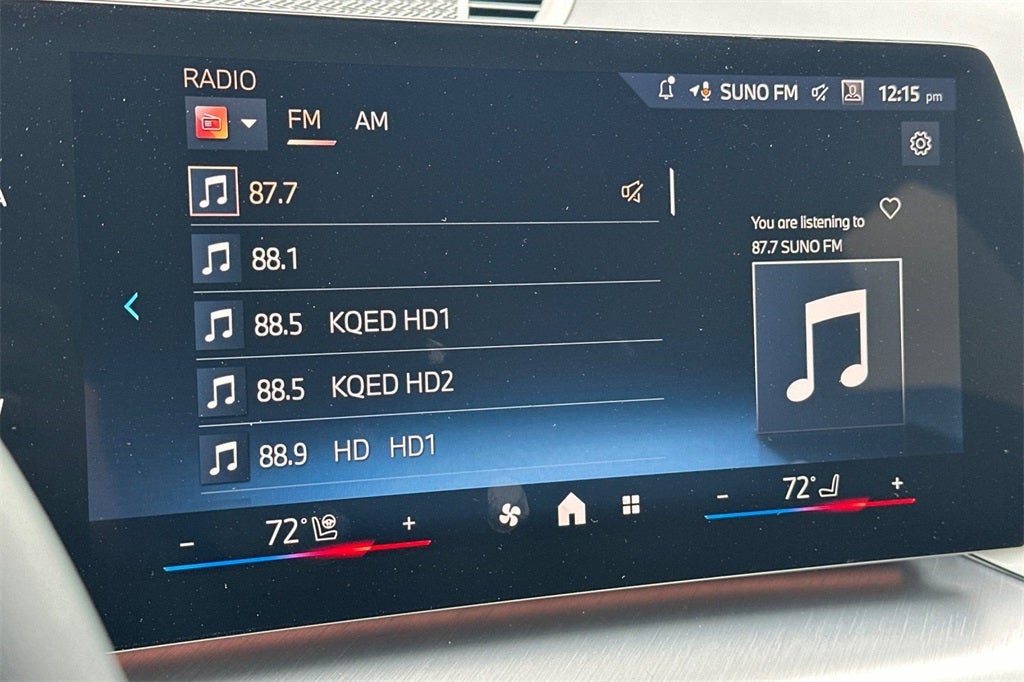 RADIO
SUNO FM 12:15 pm
FM AM
87.7
88.1
88.5 KQED HD1
88.5 KQED HD2
88.9 HD HD1
You are listening to
87.7 SUNO FM
- 72° +
- 72° +